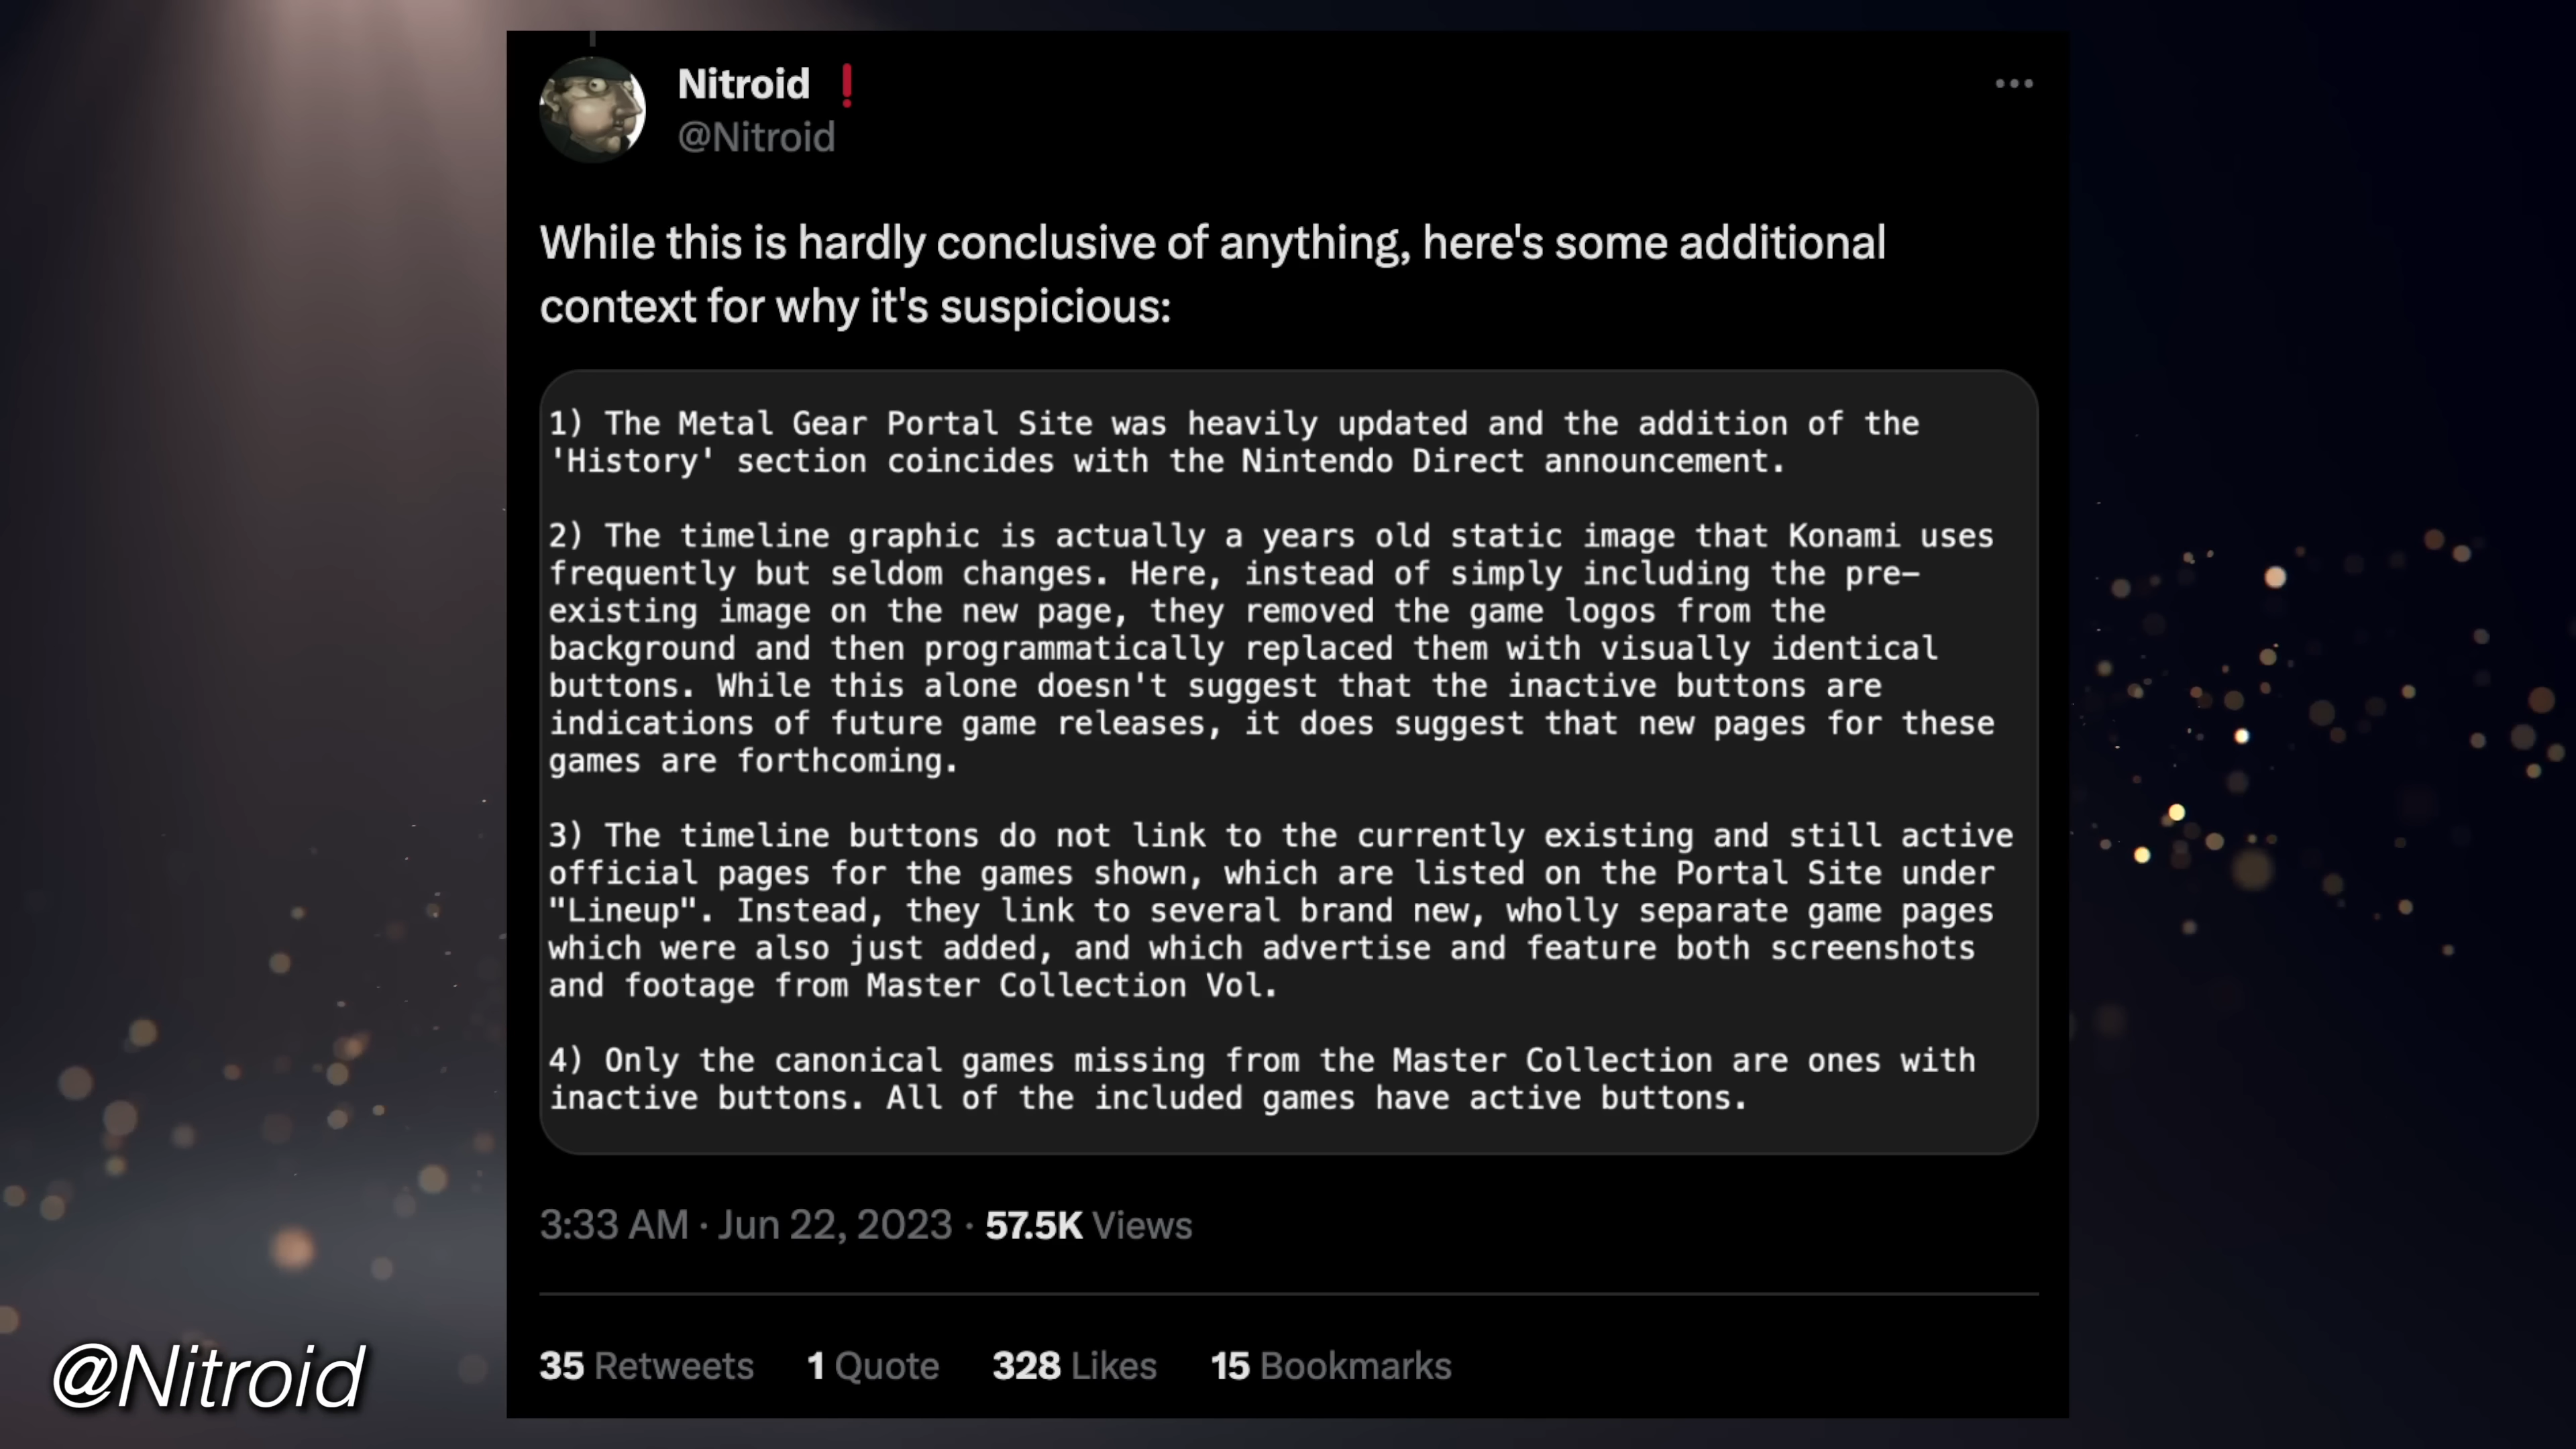 Nitroid ❗
@Nitroid
While this is hardly conclusive of anything, here's some additional
context for why it's suspicious:
1) The Metal Gear Portal Site was heavily updated and the addition of the
'History' section coincides with the Nintendo Direct announcement.
2) The timeline graphic is actually a years old static image that Konami uses
frequently but seldom changes. Here, instead of simply including the pre-
existing image on the new page, they removed the game logos from the
background and then programmatically replaced them with visually identical
buttons. While this alone doesn't suggest that the inactive buttons are
indications of future game releases, it does suggest that new pages for these
games are forthcoming.
3) The timeline buttons do not link to the currently existing and still active
official pages for the games shown, which are listed on the Portal Site under
"Lineup". Instead, they link to several brand new, wholly separate game pages
which were also just added, and which advertise and feature both screenshots
and footage from Master Collection Vol.
4) Only the canonical games missing from the Master Collection are ones with
inactive buttons. All of the included games have active buttons.
3:33 AM · Jun 22, 2023 · 57.5K Views
35 Retweets 1 Quote 328 Likes 15 Bookmarks
@Nitroid